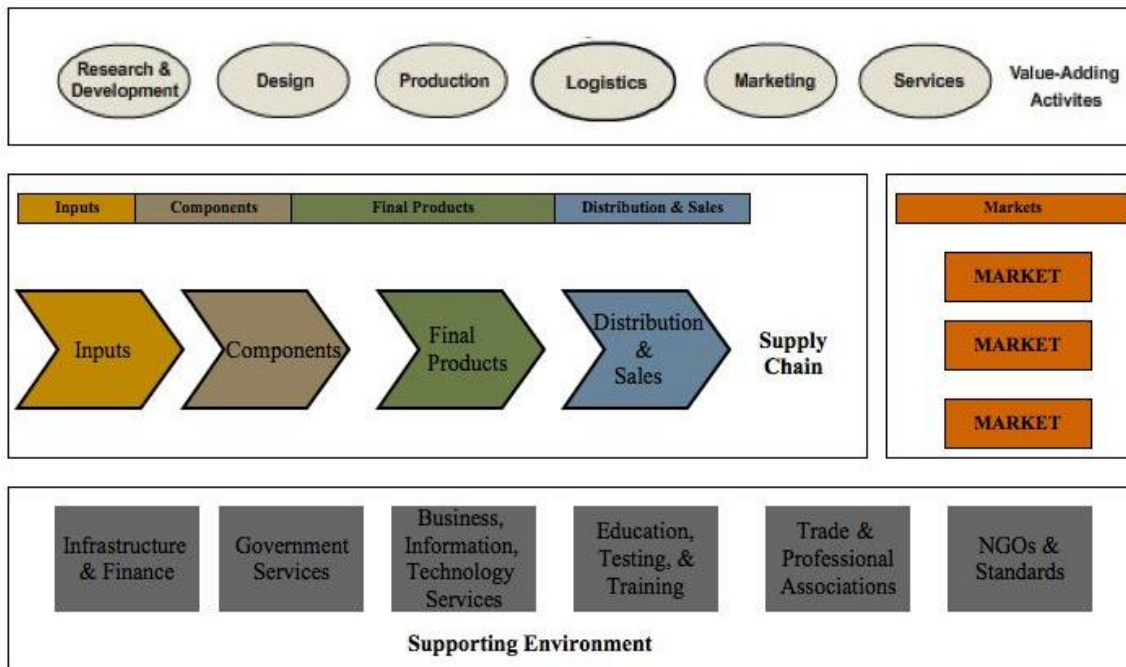 Research &
Development
Design
Production
Logistics
Marketing
Services
Value-Adding
Activites
Inputs
Components
Final Products
Distribution & Sales
Markets
Inputs
Components
Final
Products
Distribution
&
Sales
Supply
Chain
MARKET
MARKET
MARKET
Infrastructure
& Finance
Government
Services
Business,
Information,
Technology
Services
Education,
Testing, &
Training
Trade &
Professional
Associations
NGOs &
Standards
Supporting Environment